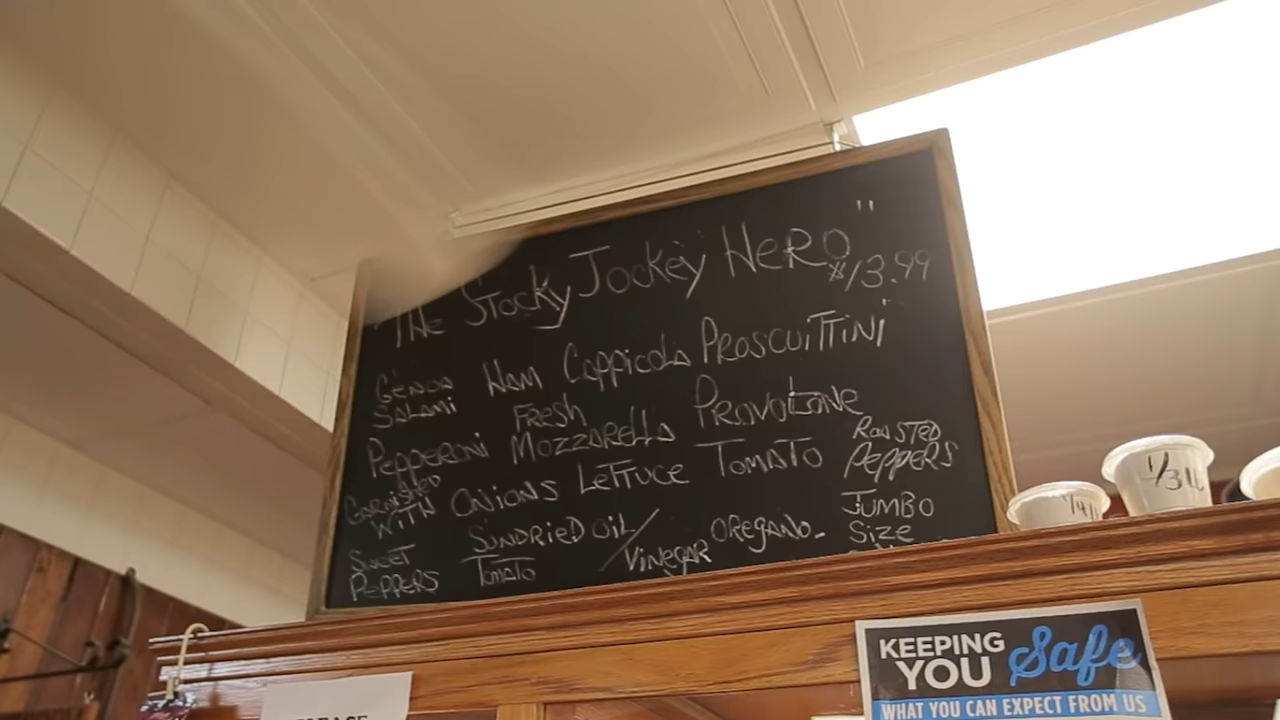 "The Stocky Jockey" Hero"
$13.99
Genoa Salami Ham Cappicola Proscuittini
Pepperoni Fresh Mozzarella Provolone
Garnished With Onions Lettuce Tomato Roasted Peppers
Sweet Peppers Sundried Tomato Oil/Vinegar Oregano. Jumbo Size
1/4 lb
1/3 lb
KEEPING YOU Safe
WHAT YOU CAN EXPECT FROM US